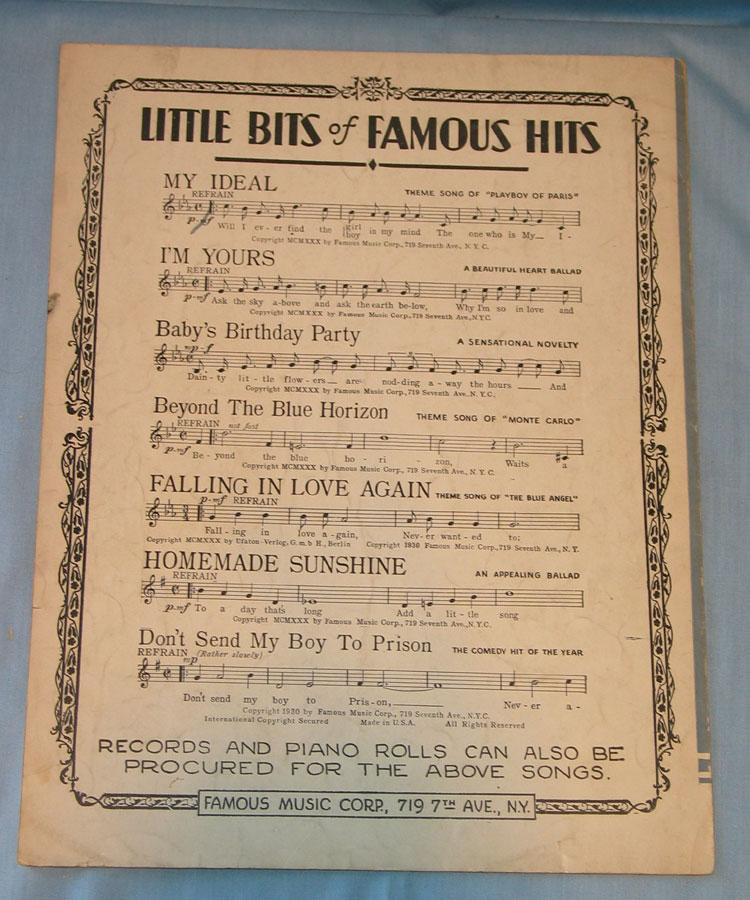 LITTLE BITS of FAMOUS HITS
MY IDEAL
REFRAIN
THEME SONG OF "PLAYBOY OF PARIS"
p-mf
Will I ev-er find the girl in my mind The one who is My I-
boy
Copyright MCMXXX by Famous Music Corp., 719 Seventh Ave., N.Y.C.
I'M YOURS
REFRAIN
A BEAUTIFUL HEART BALLAD
p-mf
Ask the sky a-bove and ask the earth be-low, Why I'm so in love and
Copyright MCMXXX by Famous Music Corp., 719 Seventh Ave., N.Y.C.
Baby's Birthday Party
A SENSATIONAL NOVELTY
mp-f
Dain-ty lit-tle flow-ers are nod-ding a-way the hours And
Copyright MCMXXX by Famous Music Corp., 719 Seventh Ave., N.Y.C.
Beyond The Blue Horizon
THEME SONG OF "MONTE CARLO"
REFRAIN not fast
p-mf
Be-yond the blue ho-ri-zon, Waits a
Copyright MCMXXX by Famous Music Corp., 719 Seventh Ave., N.Y.C.
FALLING IN LOVE AGAIN
THEME SONG OF "THE BLUE ANGEL"
p-mf REFRAIN
Fall-ing in love a-gain, Nev-er want-ed to;
Copyright MCMXXX by Ufaton-Verlog, G.m.b H., Berlin Copyright 1930 Famous Music Corp., 719 Seventh Ave., N.Y.
HOMEMADE SUNSHINE
REFRAIN
AN APPEALING BALLAD
p-mf
To a day that's long Add a lit-tle song
Copyright MCMXXX by Famous Music Corp., 719 Seventh Ave., N.Y.C.
Don't Send My Boy To Prison
THE COMEDY HIT OF THE YEAR
REFRAIN (Rather slowly)
mp
Don't send my boy to Pris-on, Nev-er a-
Copyright 1930 by Famous Music Corp., 719 Seventh Ave., N.Y.C.
International Copyright Secured Made in U.S.A. All Rights Reserved
RECORDS AND PIANO ROLLS CAN ALSO BE
PROCURED FOR THE ABOVE SONGS.
FAMOUS MUSIC CORP., 719 7TH AVE., N.Y.